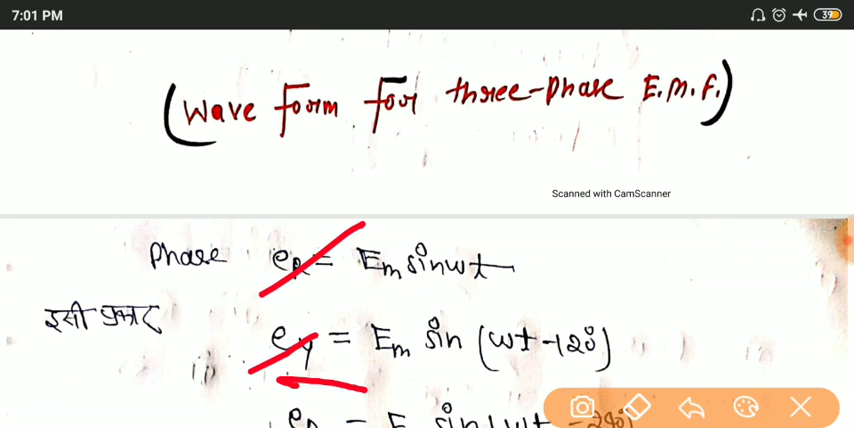 7:01 PM 39
(Wave form for three-phase E.M.F.)
Scanned with CamScanner
Phase eR = Em sinwt
इसी प्रकार
ey = Em sin (wt-120°)